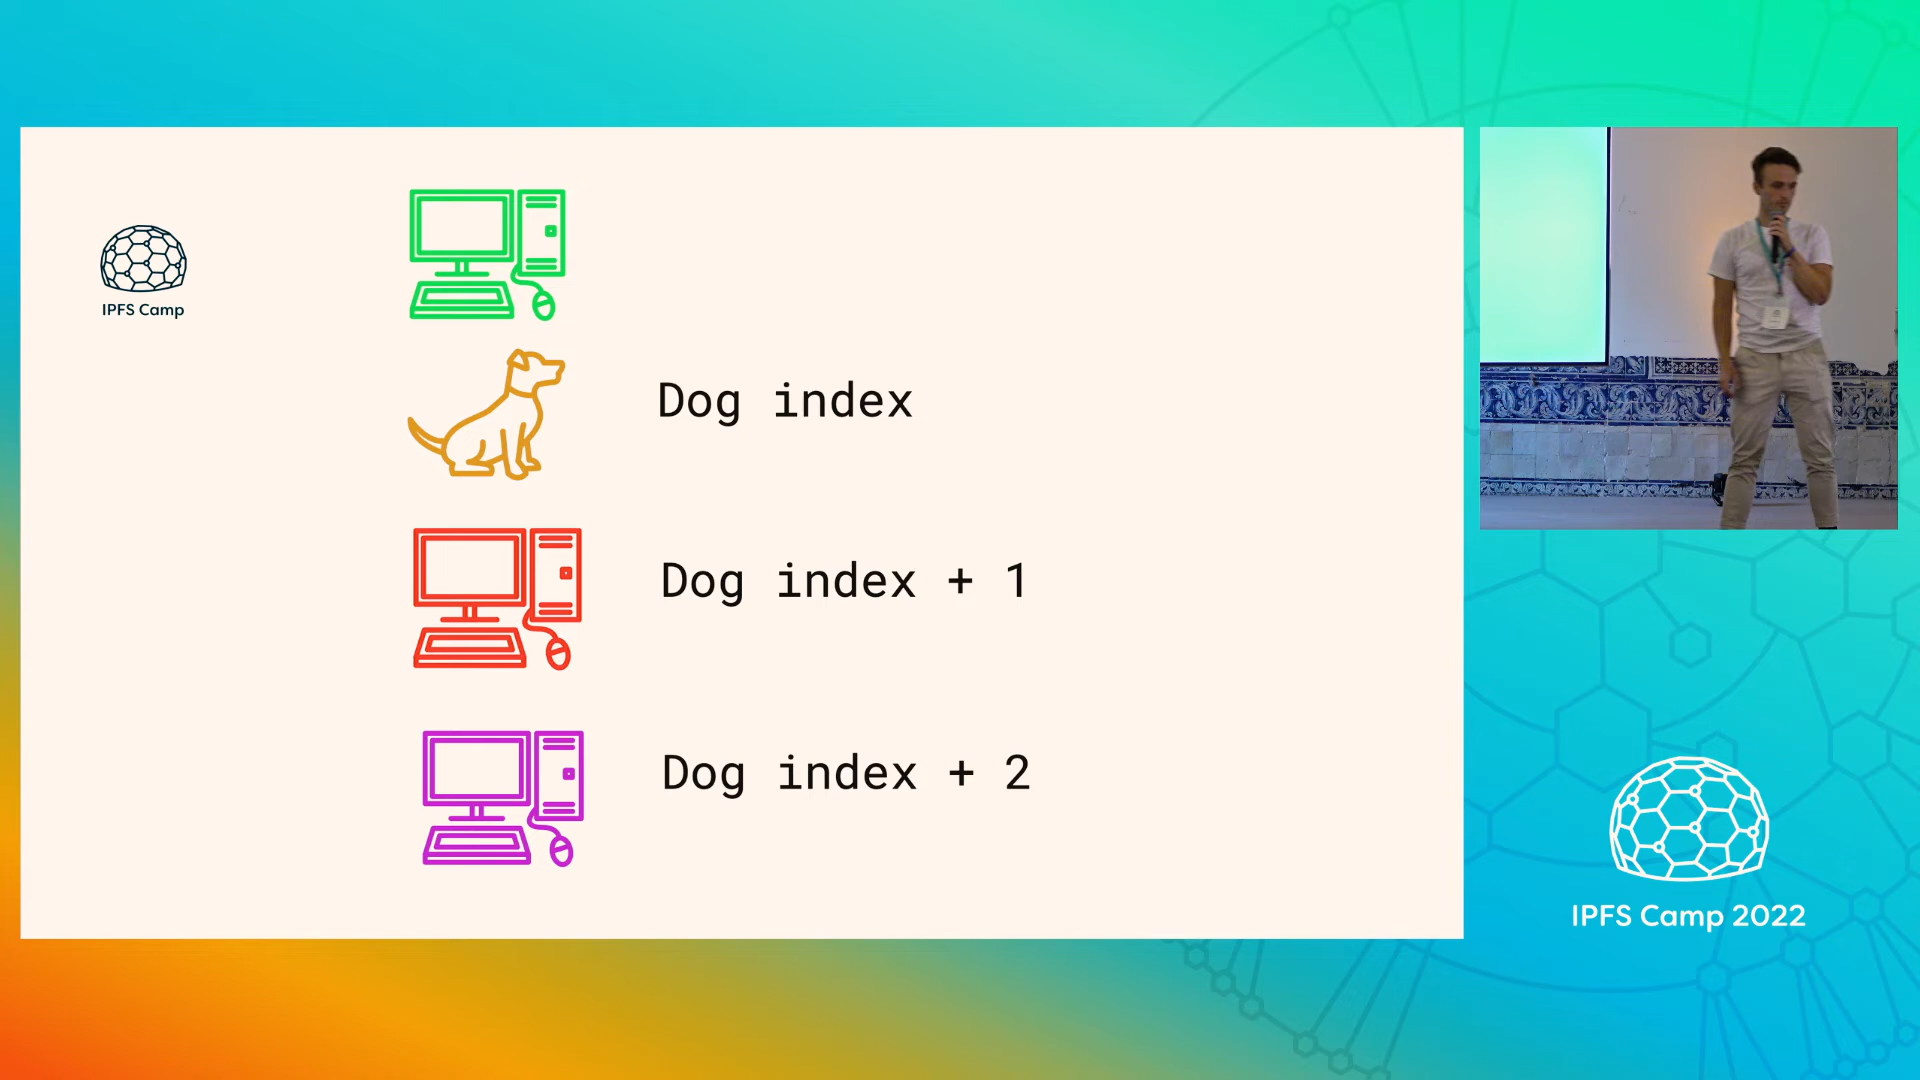 IPFS Camp
Dog index
Dog index + 1
Dog index + 2
IPFS Camp 2022